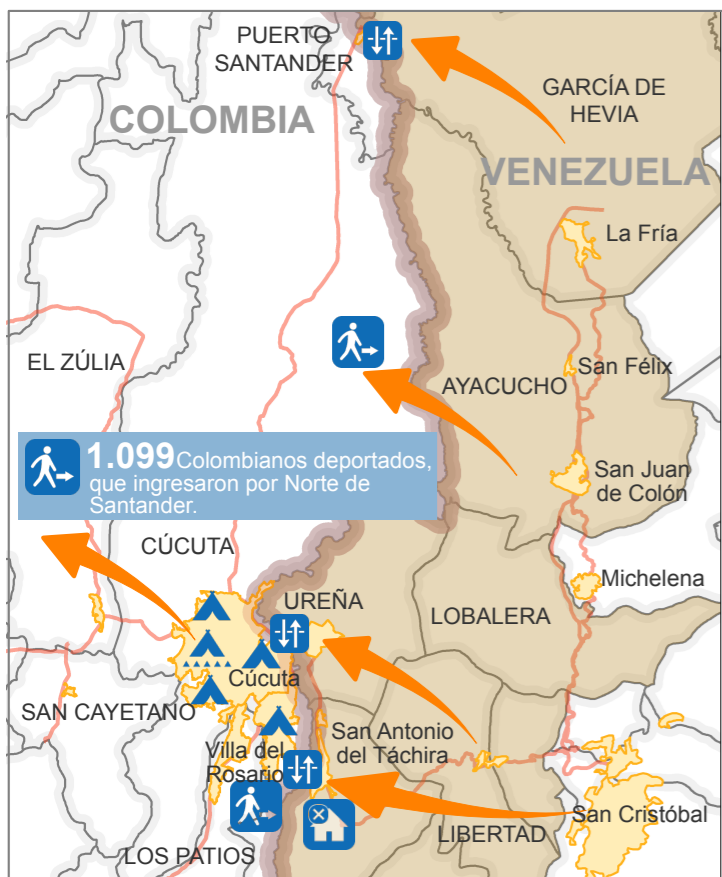 PUERTO
SANTANDER
GARCÍA DE
HEVIA
COLOMBIA
VENEZUELA
La Fría
EL ZÚLIA
San Félix
AYACUCHO
1.099 Colombianos deportados,
que ingresaron por Norte de
Santander.
San Juan
de Colón
CÚCUTA
Michelena
UREÑA
LOBALERA
Cúcuta
SAN CAYETANO
San Antonio
del Táchira
Villa del
Rosario
San Cristóbal
LIBERTAD
LOS PATIOS